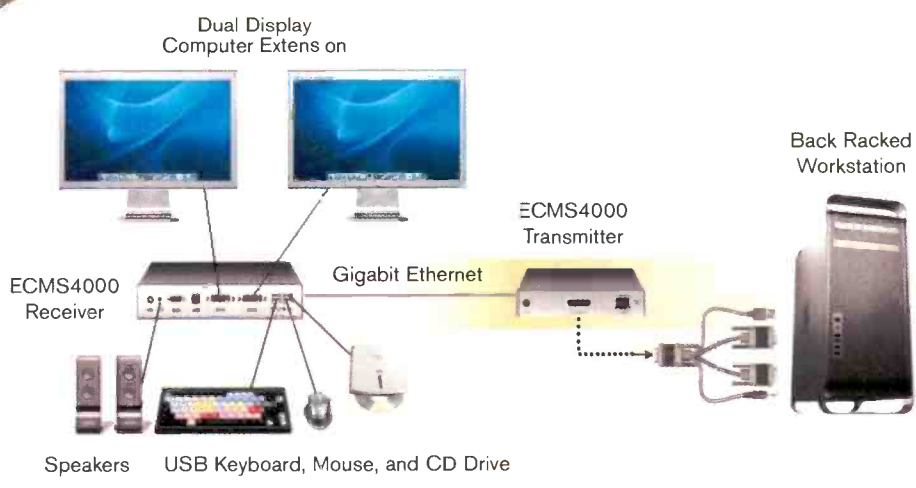 Dual Display
Computer Extens on
Back Racked
Workstation
ECMS4000
Transmitter
Gigabit Ethernet
ECMS4000
Receiver
Speakers
USB Keyboard, Mouse, and CD Drive